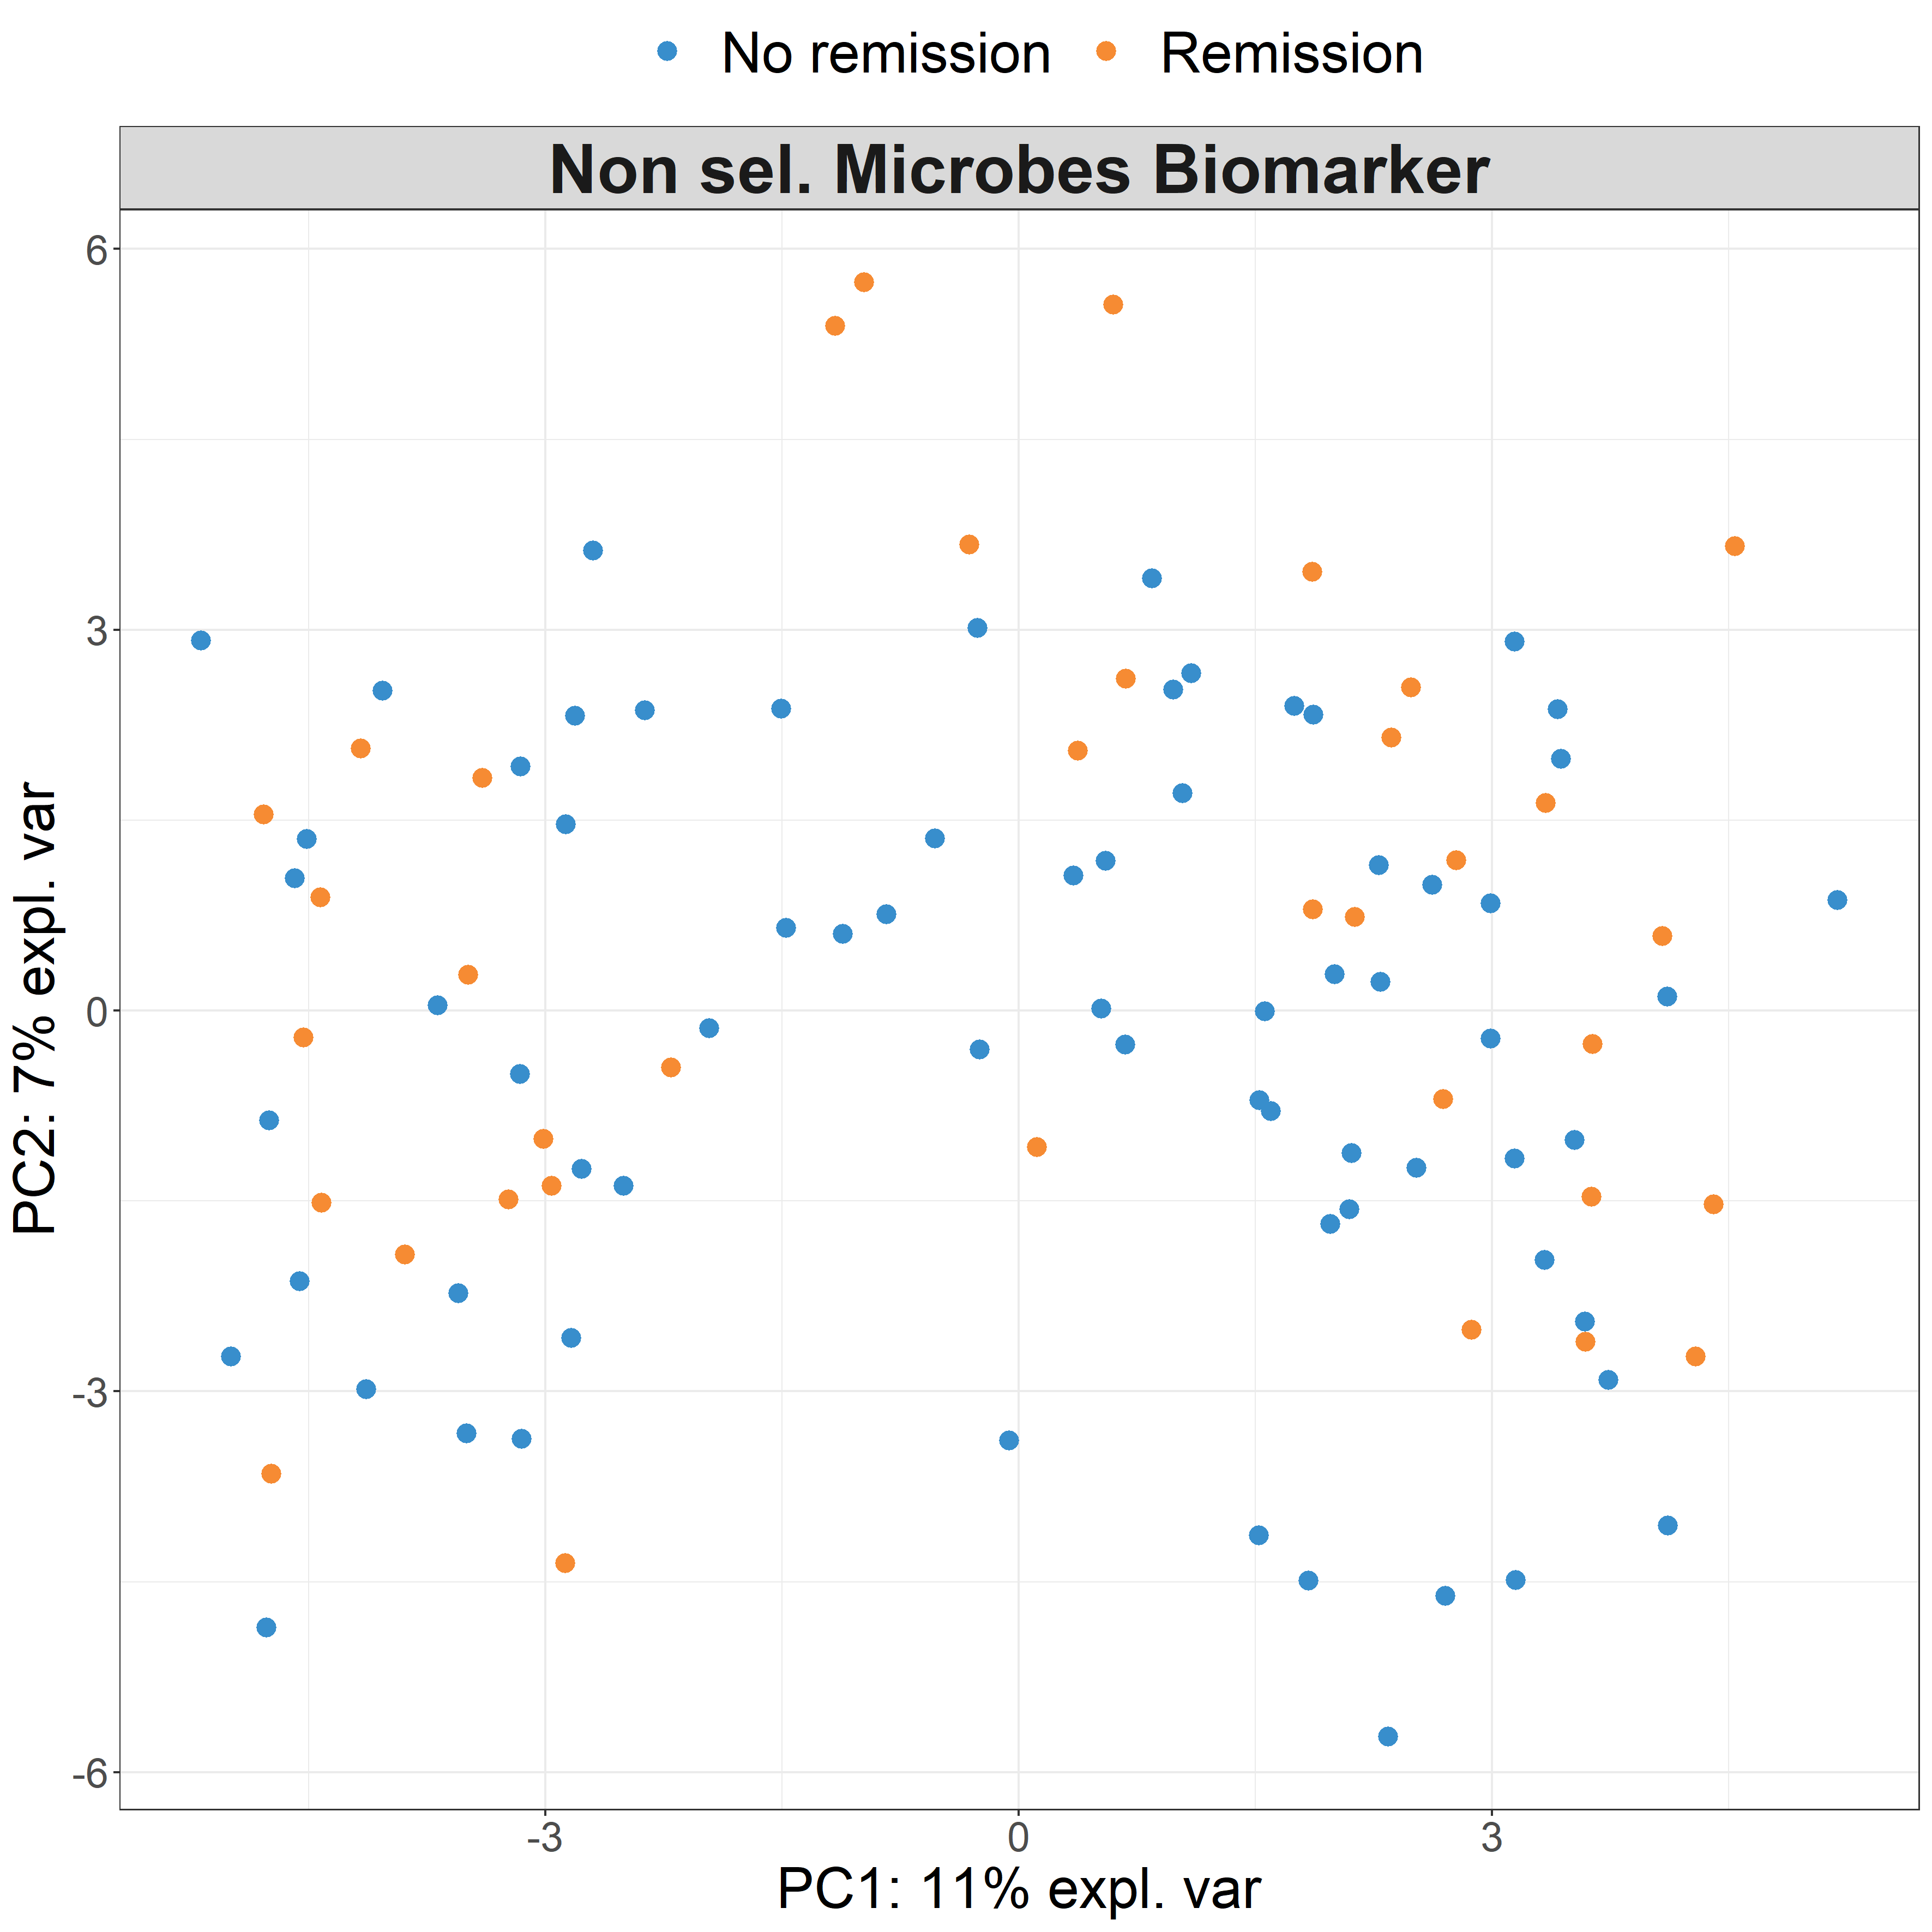 No remission Remission
Non sel. Microbes Biomarker
6
3
0
-3
-6
PC2: 7% expl. var
-3 0 3
PC1: 11% expl. var